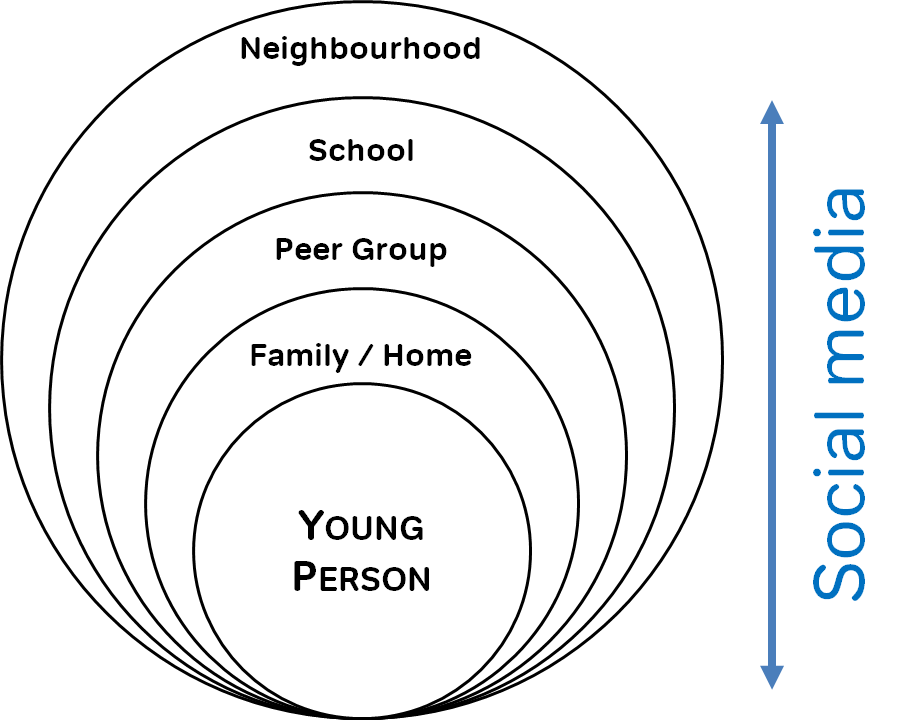 Neighbourhood
School
Peer Group
Family / Home
YOUNG
PERSON
Social media